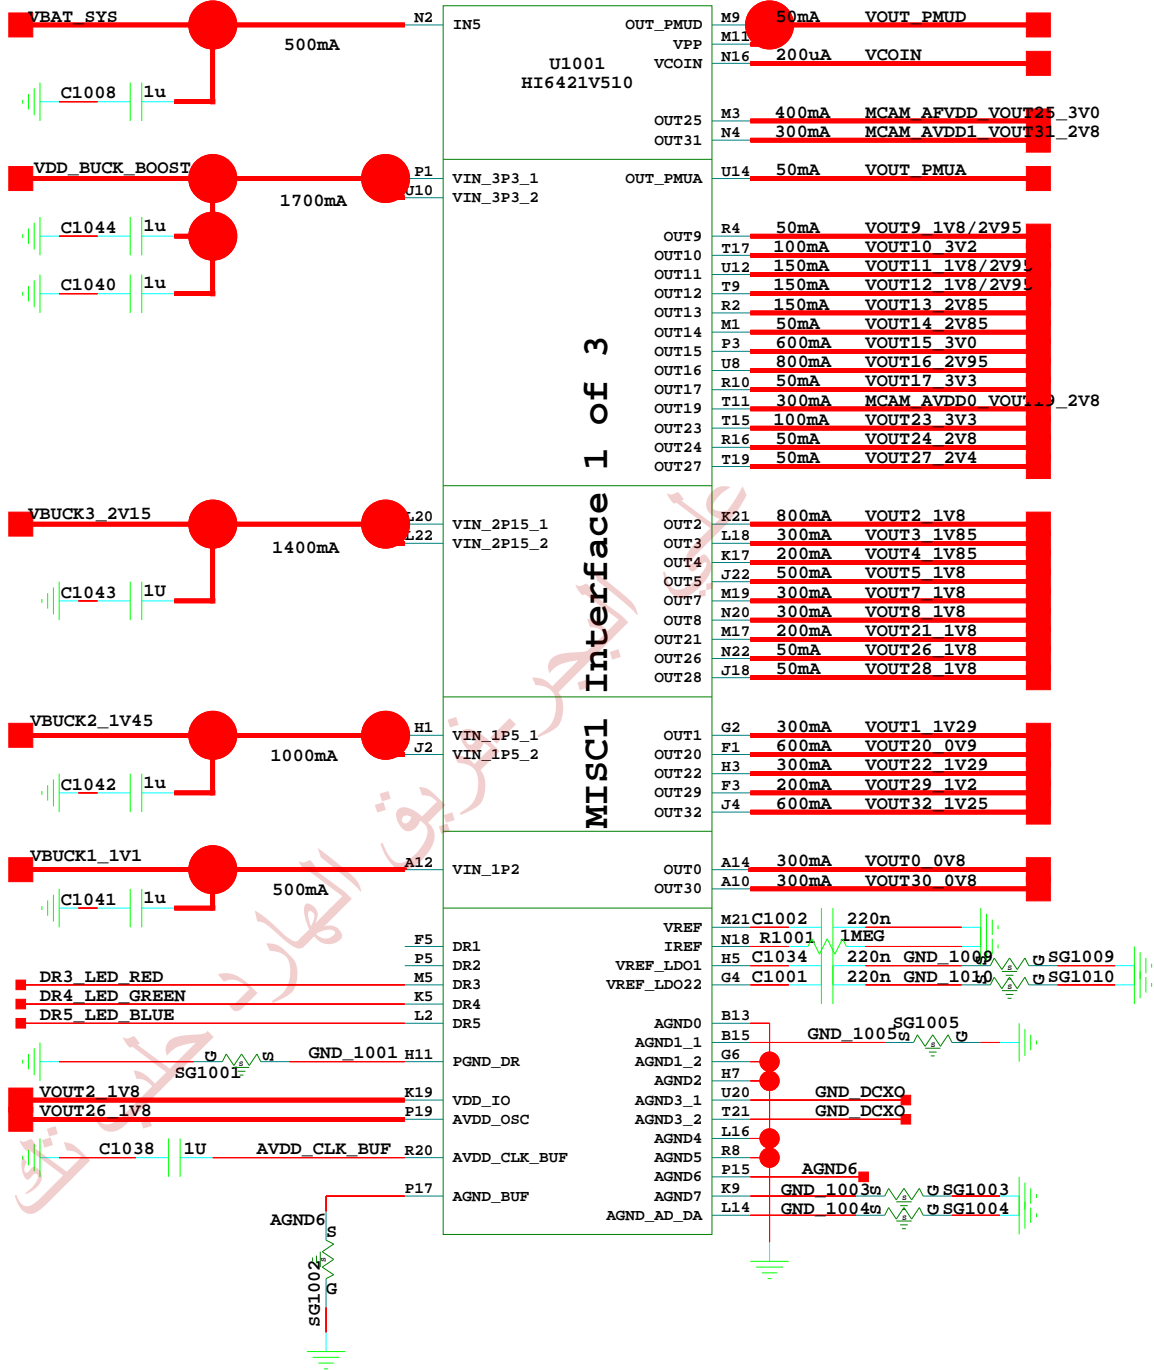 VBAT_SYS N2 IN5 OUT_PMUD M9 50mA VOUT_PMUD
500mA VPP M11
U1001 VCOIN N16 200uA VCOIN
HI6421V510
C1008 1u
OUT25 M3 400mA MCAM_AFVDD_VOUT25_3V0
OUT31 N4 300mA MCAM_AVDD1_VOUT31_2V8
VDD_BUCK_BOOST P1 VIN_3P3_1 OUT_PMUA U14 50mA VOUT_PMUA
1700mA U10 VIN_3P3_2
C1044 1u OUT9 R4 50mA VOUT9_1V8/2V95
OUT10 T17 100mA VOUT10_3V2
OUT11 U12 150mA VOUT11_1V8/2V95
C1040 1u OUT12 T9 150mA VOUT12_1V8/2V95
OUT13 R2 150mA VOUT13_2V85
OUT14 M1 50mA VOUT14_2V85
OUT15 P3 600mA VOUT15_3V0
OUT16 U8 800mA VOUT16_2V95
OUT17 R10 50mA VOUT17_3V3
OUT19 T11 300mA MCAM_AVDD0_VOUT19_2V8
OUT23 T15 100mA VOUT23_3V3
OUT24 R16 50mA VOUT24_2V8
OUT27 T19 50mA VOUT27_2V4
MISC1 Interface 1 of 3
VBUCK3_2V15 L20 VIN_2P15_1 OUT2 K21 800mA VOUT2_1V8
1400mA L22 VIN_2P15_2 OUT3 L18 300mA VOUT3_1V85
OUT4 K17 200mA VOUT4_1V85
C1043 1U OUT5 J22 500mA VOUT5_1V8
OUT7 M19 300mA VOUT7_1V8
OUT8 N20 300mA VOUT8_1V8
OUT21 M17 200mA VOUT21_1V8
OUT26 N22 50mA VOUT26_1V8
OUT28 J18 50mA VOUT28_1V8
VBUCK2_1V45 H1 VIN_1P5_1 OUT1 G2 300mA VOUT1_1V29
1000mA J2 VIN_1P5_2 OUT20 F1 600mA VOUT20_0V9
OUT22 H3 300mA VOUT22_1V29
C1042 1u OUT29 F3 200mA VOUT29_1V2
OUT32 J4 600mA VOUT32_1V25
VBUCK1_1V1 A12 VIN_1P2 OUT0 A14 300mA VOUT0_0V8
500mA OUT30 A10 300mA VOUT30_0V8
C1041 1u
VREF M21 C1002 220n
F5 DR1 IREF N18 R1001 1MEG
P5 DR2 VREF_LDO1 H5 C1034 220n GND_1009 S s G SG1009
DR3_LED_RED M5 DR3 VREF_LDO22 G4 C1001 220n GND_1010 S s G SG1010
DR4_LED_GREEN K5 DR4
DR5_LED_BLUE L2 DR5 AGND0 B13
AGND1_1 B15 GND_1005 S s G SG1005
SG1001 G s S GND_1001 H11 PGND_DR AGND1_2 G6
AGND2 H7
VOUT2_1V8 K19 VDD_IO AGND3_1 U20 GND_DCXO
VOUT26_1V8 P19 AVDD_OSC AGND3_2 T21 GND_DCXO
AGND4 L16
C1038 1U AVDD_CLK_BUF R20 AVDD_CLK_BUF AGND5 R8
AGND6 P15 AGND6
P17 AGND_BUF AGND7 K9 GND_1003 S s G SG1003
AGND_AD_DA L14 GND_1004 S s G SG1004
AGND6 S s G SG1002
علي الهجر - فريق الهارد